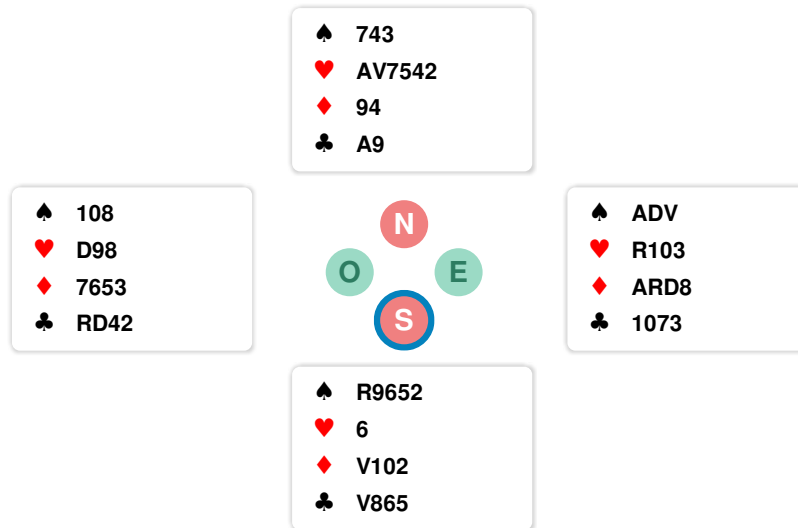 ♠ 743
♥ AV7542
♦ 94
♣ A9
♠ 108
♥ D98
♦ 7653
♣ RD42
N
O E
S
♠ ADV
♥ R103
♦ ARD8
♣ 1073
♠ R9652
♥ 6
♦ V102
♣ V865